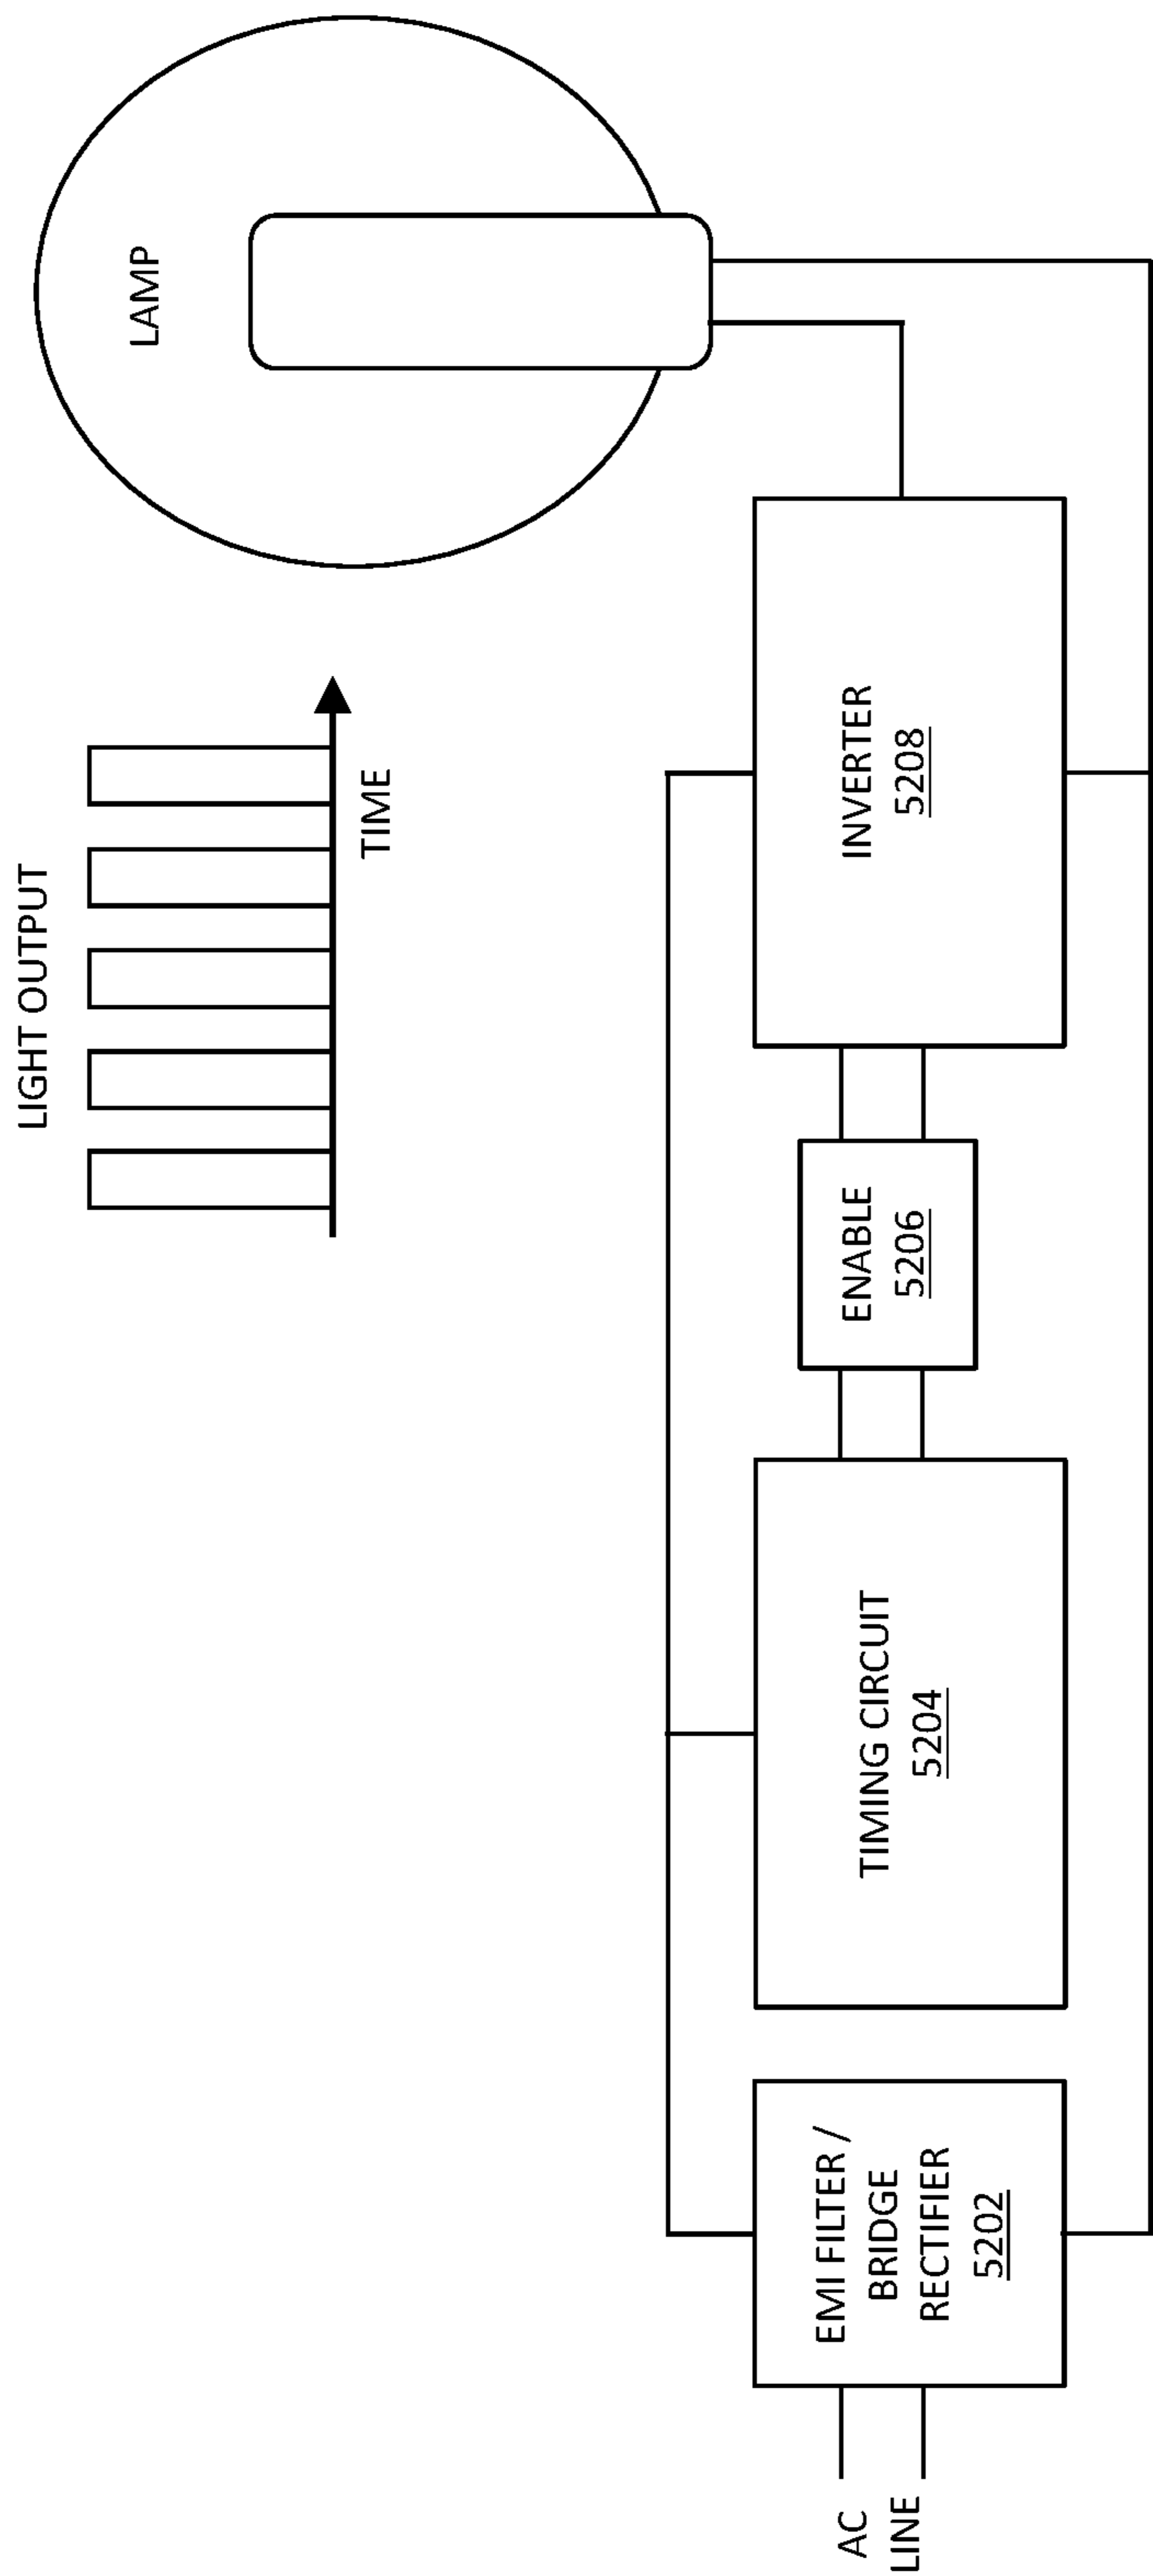 LIGHT OUTPUT
TIME
LAMP
AC
LINE
EMI FILTER /
BRIDGE
RECTIFIER
5202
TIMING CIRCUIT
5204
ENABLE
5206
INVERTER
5208